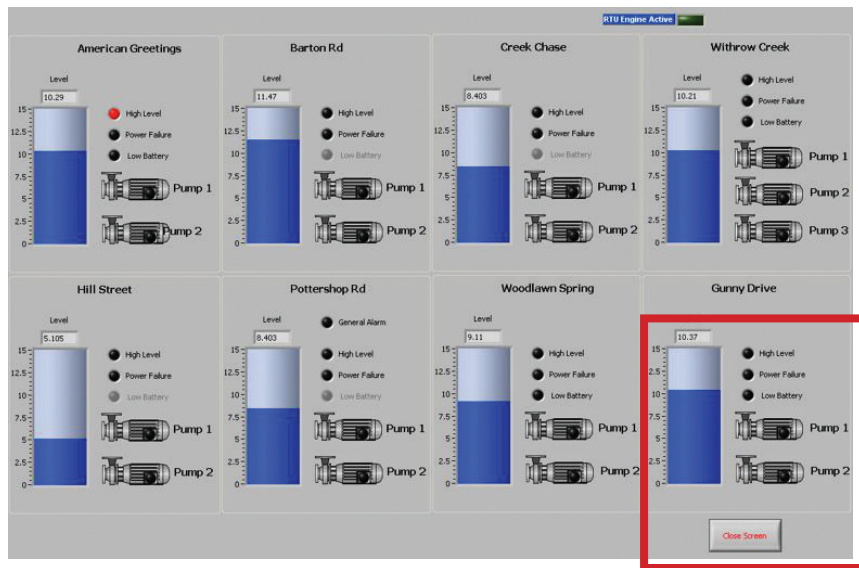 RTU Engine Active
American Greetings
Level
10.29
15
12.5
10
7.5
5
2.5
0
High Level
Power Failure
Low Battery
Pump 1
Pump 2
Barton Rd
Level
11.47
15
12.5
10
7.5
5
2.5
0
High Level
Power Failure
Low Battery
Pump 1
Pump 2
Creek Chase
Level
8.403
15
12.5
10
7.5
5
2.5
0
High Level
Power Failure
Low Battery
Pump 1
Pump 2
Withrow Creek
Level
10.21
15
12.5
10
7.5
5
2.5
0
High Level
Power Failure
Low Battery
Pump 1
Pump 2
Pump 3
Hill Street
Level
5.105
15
12.5
10
7.5
5
2.5
0
High Level
Power Failure
Low Battery
Pump 1
Pump 2
Pottershop Rd
Level
8.403
15
12.5
10
7.5
5
2.5
0
General Alarm
High Level
Power Failure
Low Battery
Pump 1
Pump 2
Woodlawn Spring
Level
9.11
15
12.5
10
7.5
5
2.5
0
High Level
Power Failure
Low Battery
Pump 1
Pump 2
Gunny Drive
10.37
15
12.5
10
7.5
5
2.5
0
High Level
Power Failure
Low Battery
Pump 1
Pump 2
Close Screen